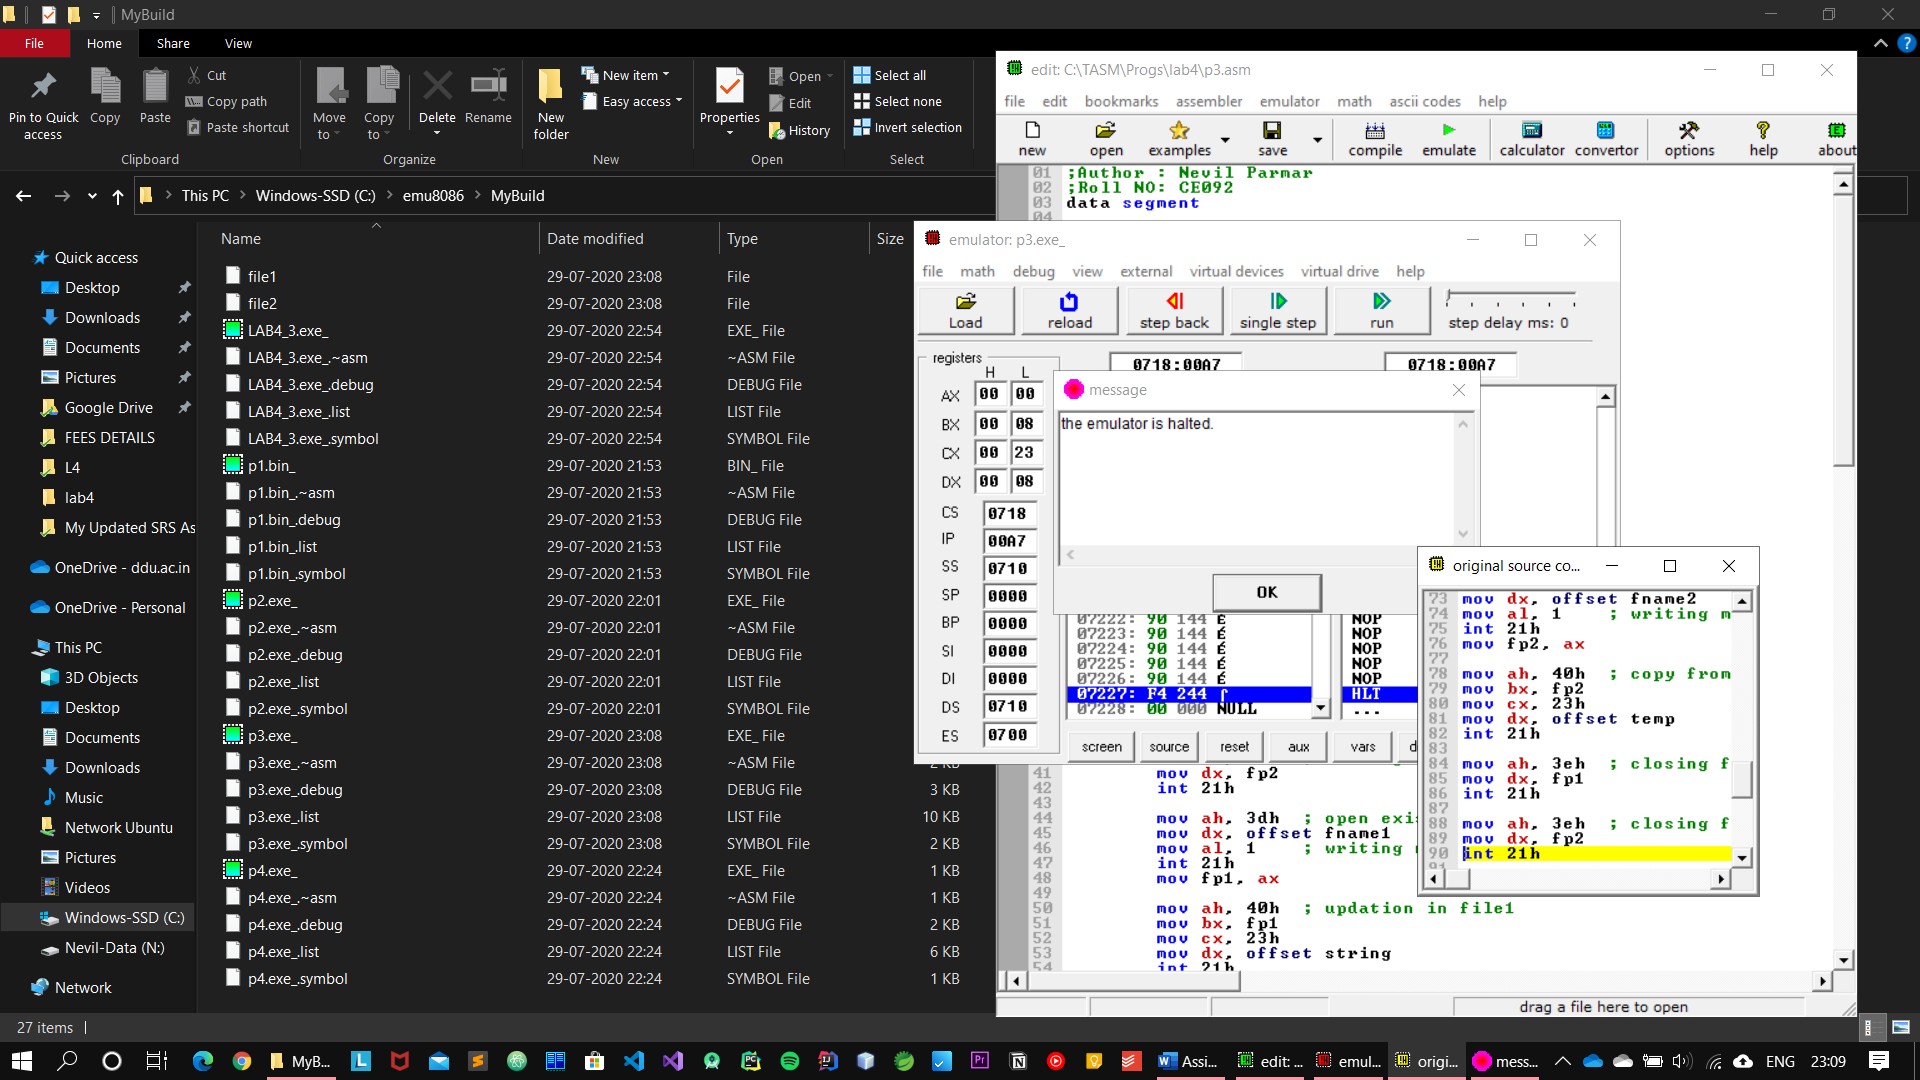 MyBuild
File Home Share View
Pin to Quick access
Copy
Paste
Cut
Copy path
Paste shortcut
Clipboard
Move to
Copy to
Delete
Rename
Organize
New folder
New item
Easy access
New
Properties
Open
Edit
History
Open
Select all
Select none
Invert selection
Select
This PC > Windows-SSD (C:) > emu8086 > MyBuild
Quick access
Desktop
Downloads
Documents
Pictures
Google Drive
FEES DETAILS
L4
lab4
My Updated SRS As
OneDrive - ddu.ac.in
OneDrive - Personal
This PC
3D Objects
Desktop
Documents
Downloads
Music
Network Ubuntu
Pictures
Videos
Windows-SSD (C:)
Nevil-Data (N:)
Network
Name Date modified Type Size
file1 29-07-2020 23:08 File
file2 29-07-2020 23:08 File
LAB4_3.exe_ 29-07-2020 22:54 EXE_ File
LAB4_3.exe_.~asm 29-07-2020 22:54 ~ASM File
LAB4_3.exe_.debug 29-07-2020 22:54 DEBUG File
LAB4_3.exe_.list 29-07-2020 22:54 LIST File
LAB4_3.exe_.symbol 29-07-2020 22:54 SYMBOL File
p1.bin_ 29-07-2020 21:53 BIN_ File
p1.bin_.~asm 29-07-2020 21:53 ~ASM File
p1.bin_.debug 29-07-2020 21:53 DEBUG File
p1.bin_.list 29-07-2020 21:53 LIST File
p1.bin_.symbol 29-07-2020 21:53 SYMBOL File
p2.exe_ 29-07-2020 22:01 EXE_ File
p2.exe_.~asm 29-07-2020 22:01 ~ASM File
p2.exe_.debug 29-07-2020 22:01 DEBUG File
p2.exe_.list 29-07-2020 22:01 LIST File
p2.exe_.symbol 29-07-2020 22:01 SYMBOL File
p3.exe_ 29-07-2020 23:08 EXE_ File
p3.exe_.~asm 29-07-2020 23:08 ~ASM File
p3.exe_.debug 29-07-2020 23:08 DEBUG File 3 KB
p3.exe_.list 29-07-2020 23:08 LIST File 10 KB
p3.exe_.symbol 29-07-2020 23:08 SYMBOL File 2 KB
p4.exe_ 29-07-2020 22:24 EXE_ File 1 KB
p4.exe_.~asm 29-07-2020 22:24 ~ASM File 1 KB
p4.exe_.debug 29-07-2020 22:24 DEBUG File 2 KB
p4.exe_.list 29-07-2020 22:24 LIST File 6 KB
p4.exe_.symbol 29-07-2020 22:24 SYMBOL File 1 KB
27 items
edit: C:\TASM\Progs\lab4\p3.asm
file edit bookmarks assembler emulator math ascii codes help
new open examples save compile emulate calculator convertor options help about
01 ;Author : Nevil Parmar
02 ;Roll NO: CE092
03 data segment
04
emulator: p3.exe_
file math debug view external virtual devices virtual drive help
Load reload step back single step run step delay ms: 0
registers 0718:00A7 0718:00A7
H L
AX 00 00
BX 00 08
CX 00 23
DX 00 08
CS 0718
IP 00A7
SS 0710
SP 0000
BP 0000
SI 0000
DI 0000
DS 0710
ES 0700
message
the emulator is halted.
OK
07222: 90 144 É NOP
07223: 90 144 É NOP
07224: 90 144 É NOP
07225: 90 144 É NOP
07226: 90 144 É NOP
07227: F4 244 ⌠ HLT
07228: 00 000 NULL ...
screen source reset aux vars d
original source co...
73 mov dx, offset fname2
74 mov al, 1 ; writing m
75 int 21h
76 mov fp2, ax
77
78 mov ah, 40h ; copy from
79 mov bx, fp2
80 mov cx, 23h
81 mov dx, offset temp
82 int 21h
83
84 mov ah, 3eh ; closing f
85 mov dx, fp1
86 int 21h
87
88 mov ah, 3eh ; closing f
89 mov dx, fp2
90 int 21h
41 mov dx, fp2
42 int 21h
43
44 mov ah, 3dh ; open exi
45 mov dx, offset fname1
46 mov al, 1 ; writing
47 int 21h
48 mov fp1, ax
49
50 mov ah, 40h ; updation in file1
51 mov bx, fp1
52 mov cx, 23h
53 mov dx, offset string
54 int 21h
drag a file here to open
MyB... Assi... edit: ... emul... origi... mess... ENG 23:09